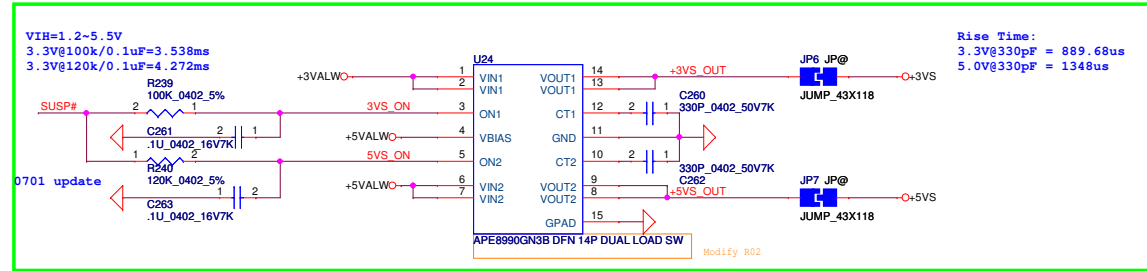 VIH=1.2~5.5V
3.3V@100k/0.1uF=3.538ms
3.3V@120k/0.1uF=4.272ms
Rise Time:
3.3V@330pF = 889.68us
5.0V@330pF = 1348us
U24
R239
100K_0402_5%
SUSP#
2
1
3VS_ON
C261
.1U_0402_16V7K
2
1
1
2
5VS_ON
R240
120K_0402_5%
0701 update
1
2
C263
.1U_0402_16V7K
+3VALW
+5VALW
+5VALW
1
VIN1
2
VIN1
3
ON1
4
VBIAS
5
ON2
6
VIN2
7
VIN2
VOUT1
14
VOUT1
13
CT1
12
GND
11
CT2
10
VOUT2
9
VOUT2
8
GPAD
15
APE8990GN3B DFN 14P DUAL LOAD SW
Modify R02
+3VS_OUT
C260
330P_0402_50V7K
2
1
2
1
330P_0402_50V7K
C262
+5VS_OUT
JP6
JP@
JUMP_43X118
+3VS
JP7
JP@
JUMP_43X118
+5VS